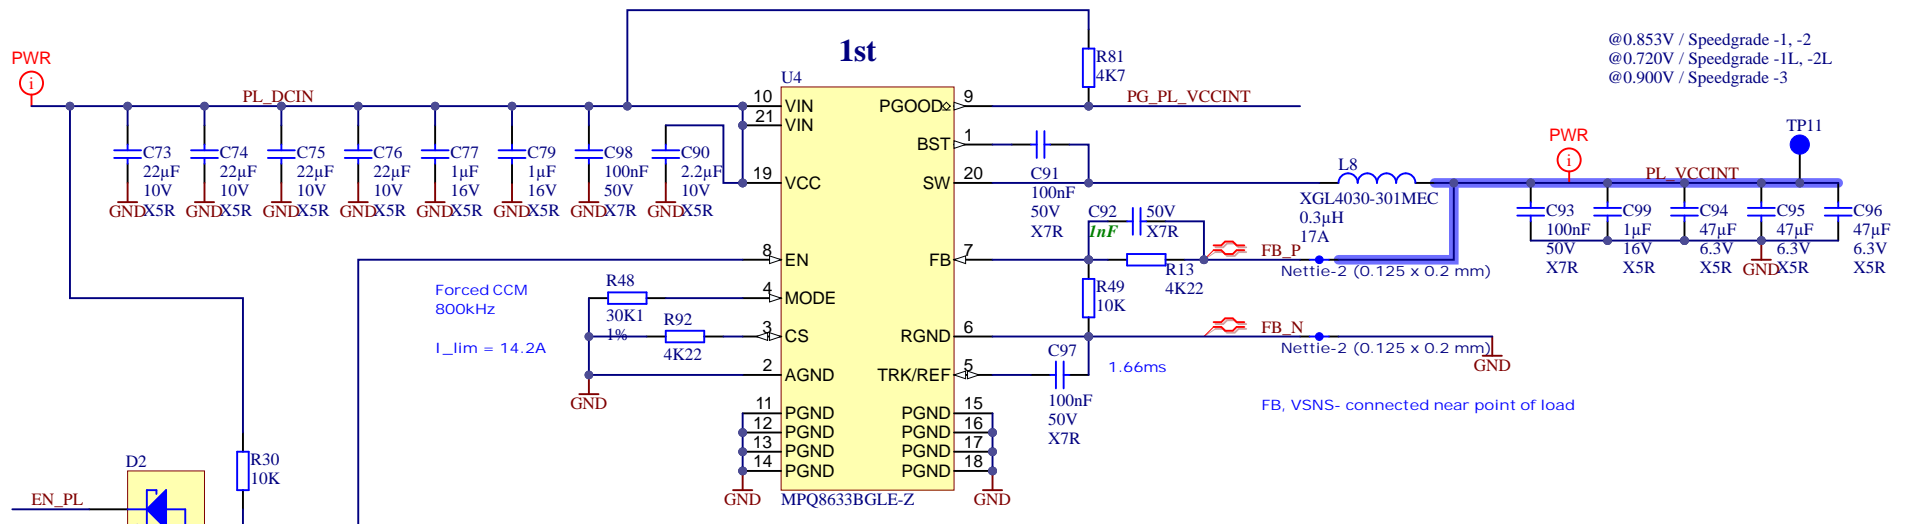 1st
@0.853V / Speedgrade -1, -2
@0.720V / Speedgrade -1L, -2L
@0.900V / Speedgrade -3
PWR
i
PL_DCIN
C73
22µF
10V
X5R
GND
C74
22µF
10V
X5R
GND
C75
22µF
10V
X5R
GND
C76
22µF
10V
X5R
GND
C77
1µF
16V
X5R
GND
C79
1µF
16V
X5R
GND
C98
100nF
50V
X7R
GND
C90
2.2µF
10V
X5R
GND
U4
10 VIN
21 VIN
19 VCC
8 EN
4 MODE
3 CS
2 AGND
11 PGND
12 PGND
13 PGND
14 PGND
PGOOD 9
BST 1
SW 20
FB 7
RGND 6
TRK/REF 5
PGND 15
PGND 16
PGND 17
PGND 18
GND
GND
MPQ8633BGLE-Z
R81
4K7
PG_PL_VCCINT
C91
100nF
50V
X7R
L8
XGL4030-301MEC
0.3µH
17A
C92
1nF
50V
X7R
R13
4K22
FB_P
Nettie-2 (0.125 x 0.2 mm)
R49
10K
FB_N
Nettie-2 (0.125 x 0.2 mm)
GND
C97
100nF
50V
X7R
1.66ms
FB, VSNS- connected near point of load
PWR
i
TP11
PL_VCCINT
C93
100nF
50V
X7R
C99
1µF
16V
X5R
C94
47µF
6.3V
X5R
C95
47µF
6.3V
X5R
GND
C96
47µF
6.3V
X5R
Forced CCM
800kHz
I_lim = 14.2A
R48
30K1
1%
R92
4K22
GND
R30
10K
D2
EN_PL